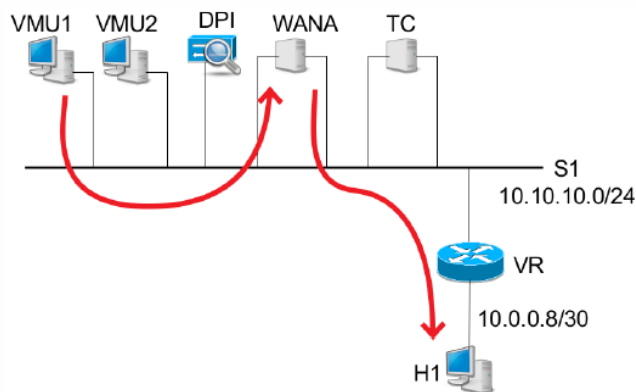 VMU1
VMU2
DPI
WANA
TC
S1
10.10.10.0/24
VR
10.0.0.8/30
H1